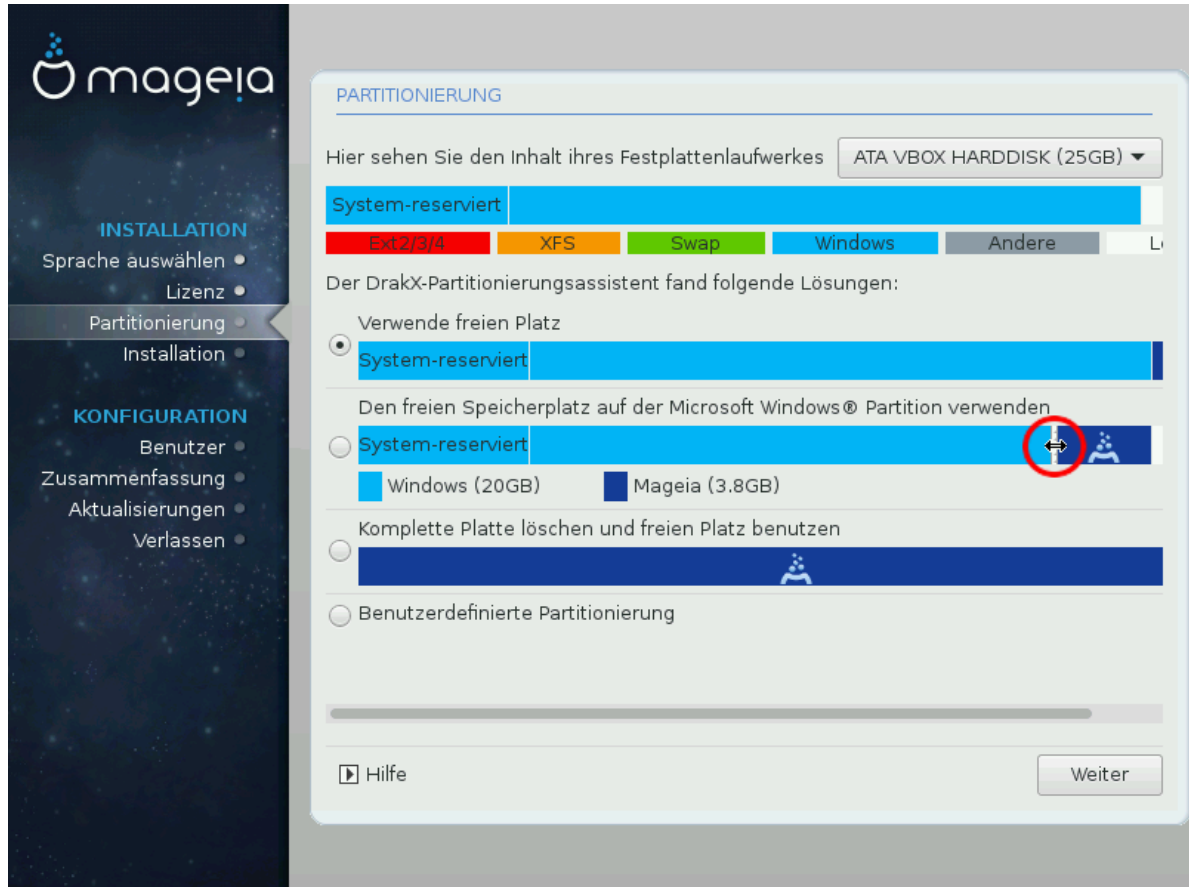 mageia
INSTALLATION
Sprache auswählen
Lizenz
Partitionierung
Installation
KONFIGURATION
Benutzer
Zusammenfassung
Aktualisierungen
Verlassen
PARTITIONIERUNG
Hier sehen Sie den Inhalt ihres Festplattenlaufwerkes ATA VBOX HARDDISK (25GB)
System-reserviert
Ext2/3/4 XFS Swap Windows Andere
Der DrakX-Partitionierungsassistent fand folgende Lösungen:
Verwende freien Platz
System-reserviert
Den freien Speicherplatz auf der Microsoft Windows® Partition verwenden
System-reserviert
Windows (20GB) Mageia (3.8GB)
Komplette Platte löschen und freien Platz benutzen
Benutzerdefinierte Partitionierung
Hilfe Weiter